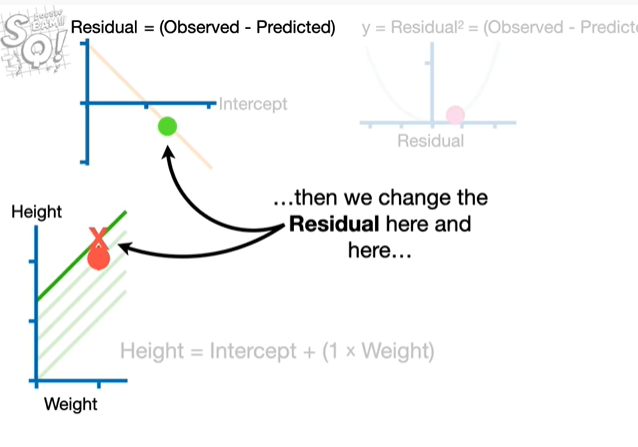 Residual = (Observed - Predicted)
y = Residual² = (Observed - Predict
Intercept
Residual
...then we change the
Residual here and
here...
Height
Height = Intercept + (1 x Weight)
Weight